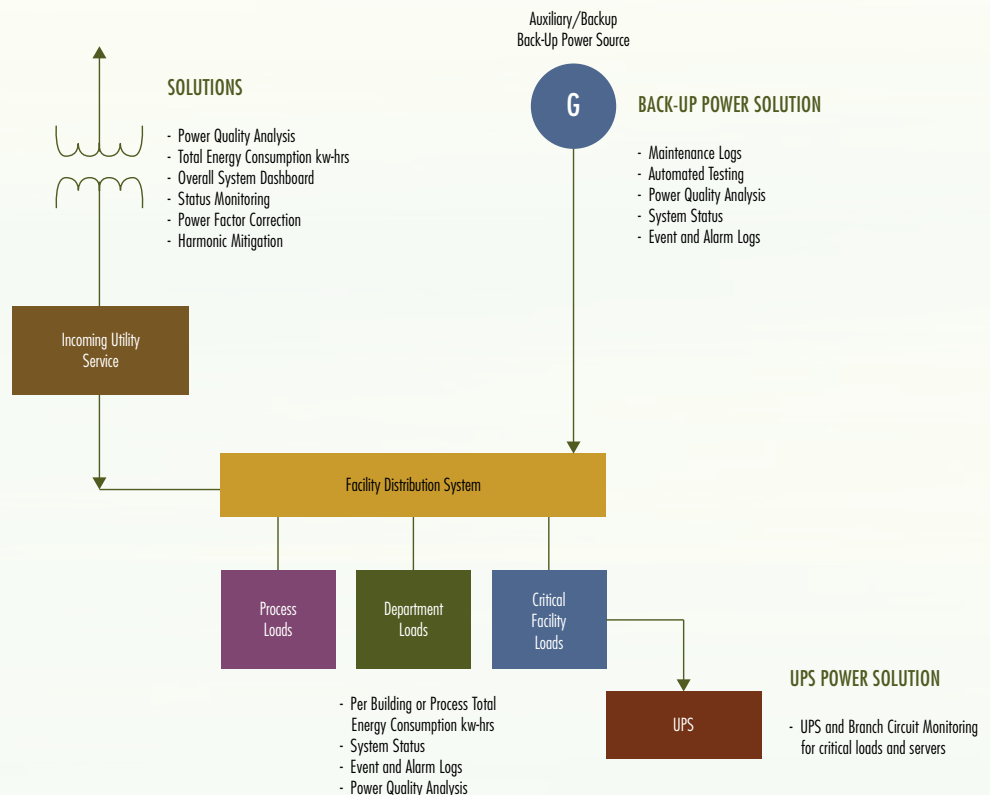 Auxiliary/Backup
Back-Up Power Source
G
SOLUTIONS
- Power Quality Analysis
- Total Energy Consumption kw-hrs
- Overall System Dashboard
- Status Monitoring
- Power Factor Correction
- Harmonic Mitigation
BACK-UP POWER SOLUTION
- Maintenance Logs
- Automated Testing
- Power Quality Analysis
- System Status
- Event and Alarm Logs
Incoming Utility
Service
Facility Distribution System
Process
Loads
Department
Loads
Critical
Facility
Loads
- Per Building or Process Total
Energy Consumption kw-hrs
- System Status
- Event and Alarm Logs
- Power Quality Analysis
UPS
UPS POWER SOLUTION
- UPS and Branch Circuit Monitoring
for critical loads and servers